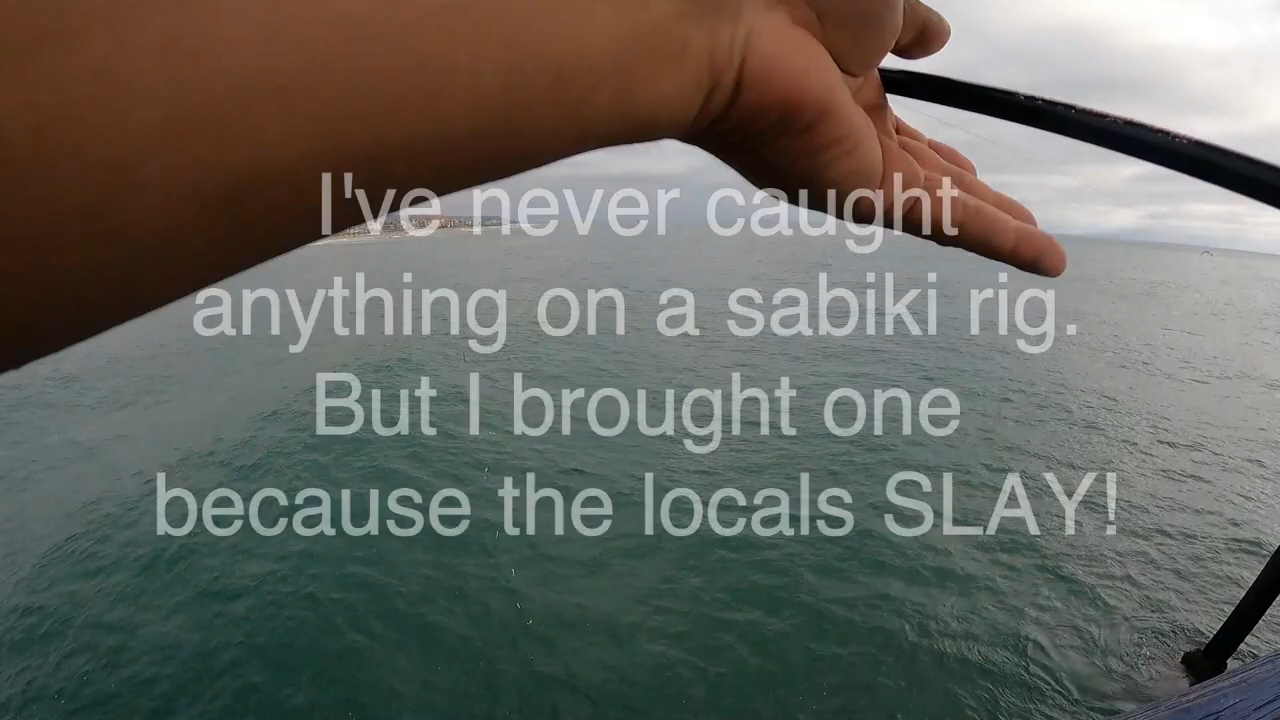 I've never caught
anything on a sabiki rig.
But I brought one
because the locals SLAY!